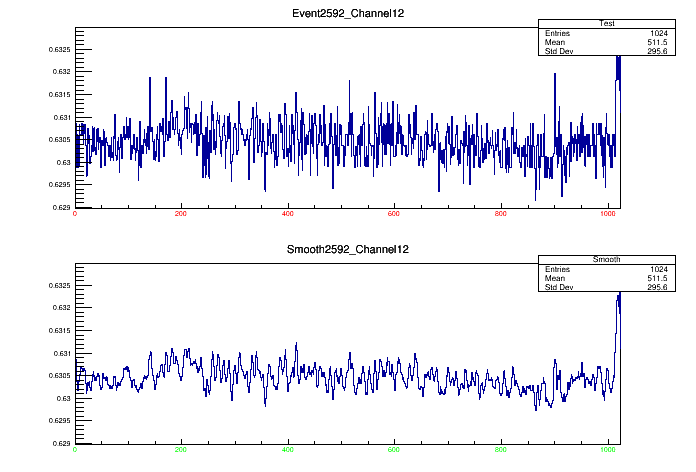 Event2592_Channel12
Test
Entries 1024
Mean 511.5
Std Dev 295.6
0.6325
0.632
0.6315
0.631
0.6305
0.63
0.6295
0.629
0 200 400 600 800 1000
Smooth2592_Channel12
Smooth
Entries 1024
Mean 511.5
Std Dev 295.6
0.6325
0.632
0.6315
0.631
0.6305
0.63
0.6295
0.629
0 200 400 600 800 1000